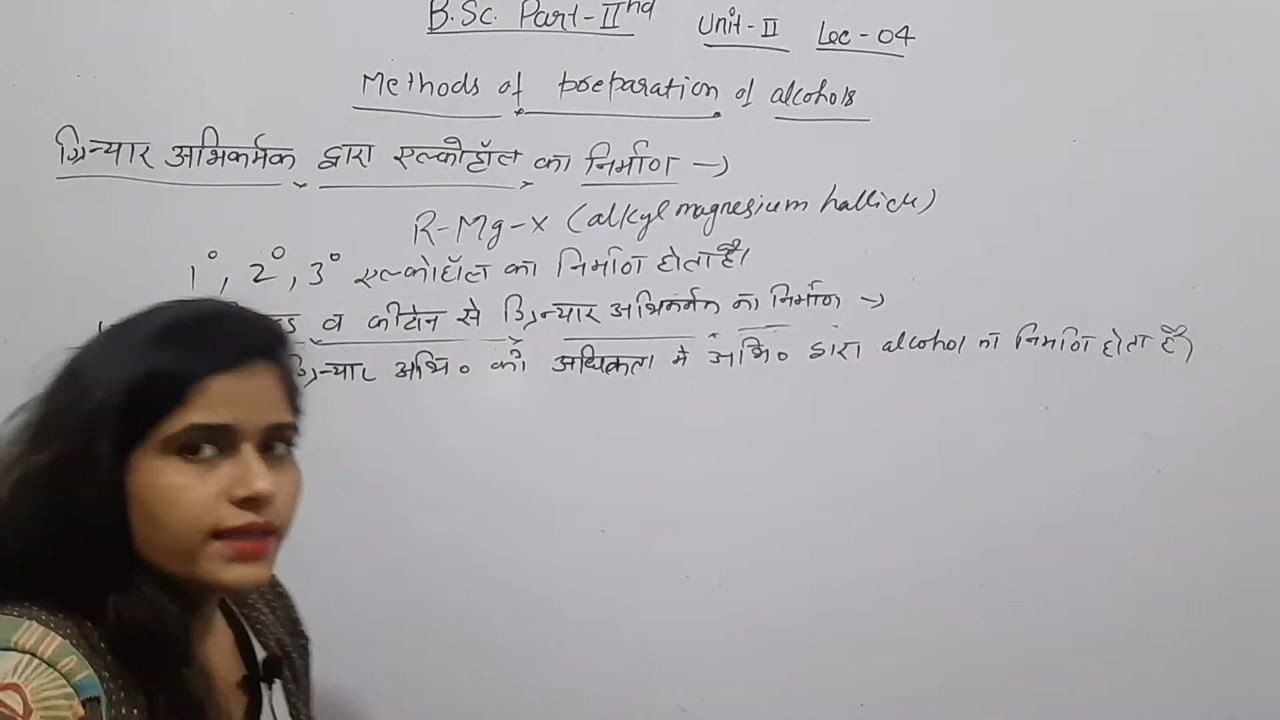 B.Sc. Part-IInd Unit-II Lec-04
Methods of preparation of alcohols
ग्रिन्यार अभिकर्मक द्वारा एल्कोहॉल का निर्माण →
R-Mg-X (alkyl magnesium hallide)
1°, 2°, 3° एल्कोहॉल का निर्माण होता है।
व कीटोन से ग्रिन्यार अभिकर्मक का निर्माण →
ग्रिन्यार अभि० की अधिकता मे अभि० द्वारा alcohol का निर्माण होता है